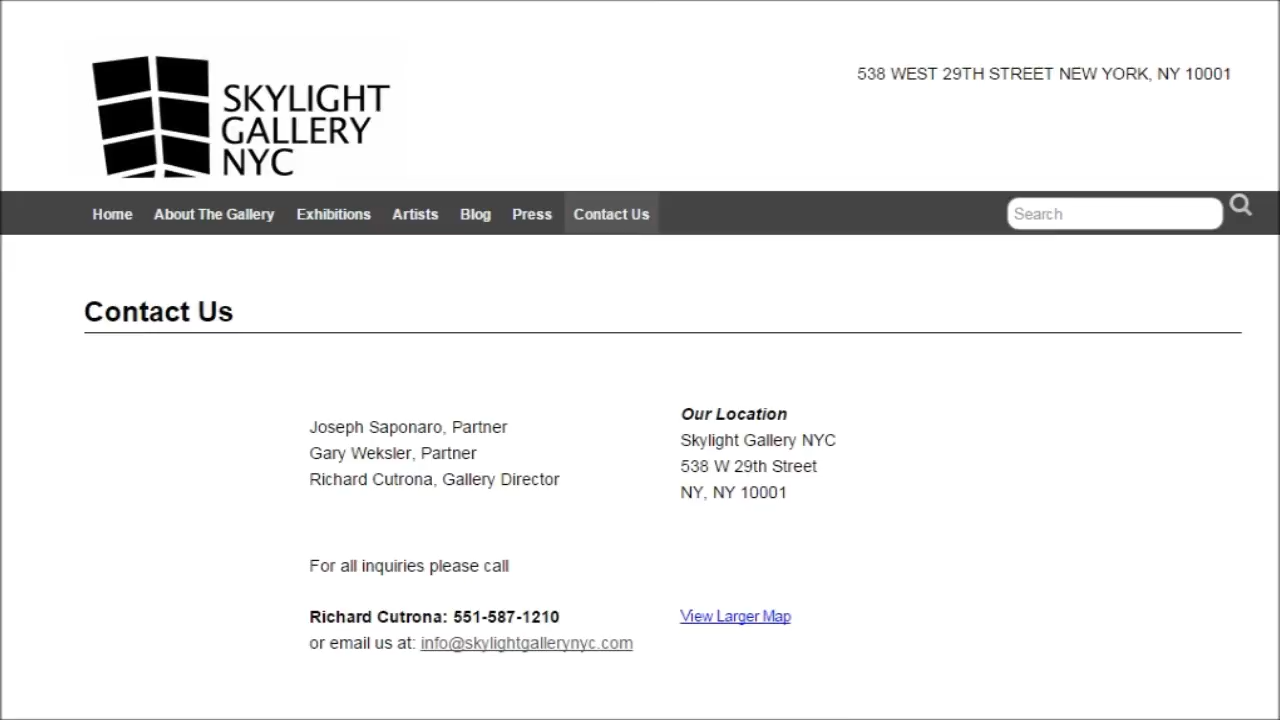 SKYLIGHT
GALLERY
NYC
538 WEST 29TH STREET NEW YORK, NY 10001
Home About The Gallery Exhibitions Artists Blog Press Contact Us Search
Contact Us
Joseph Saponaro, Partner
Gary Weksler, Partner
Richard Cutrona, Gallery Director
Our Location
Skylight Gallery NYC
538 W 29th Street
NY, NY 10001
For all inquiries please call
Richard Cutrona: 551-587-1210
or email us at: info@skylightgallerynyc.com
View Larger Map